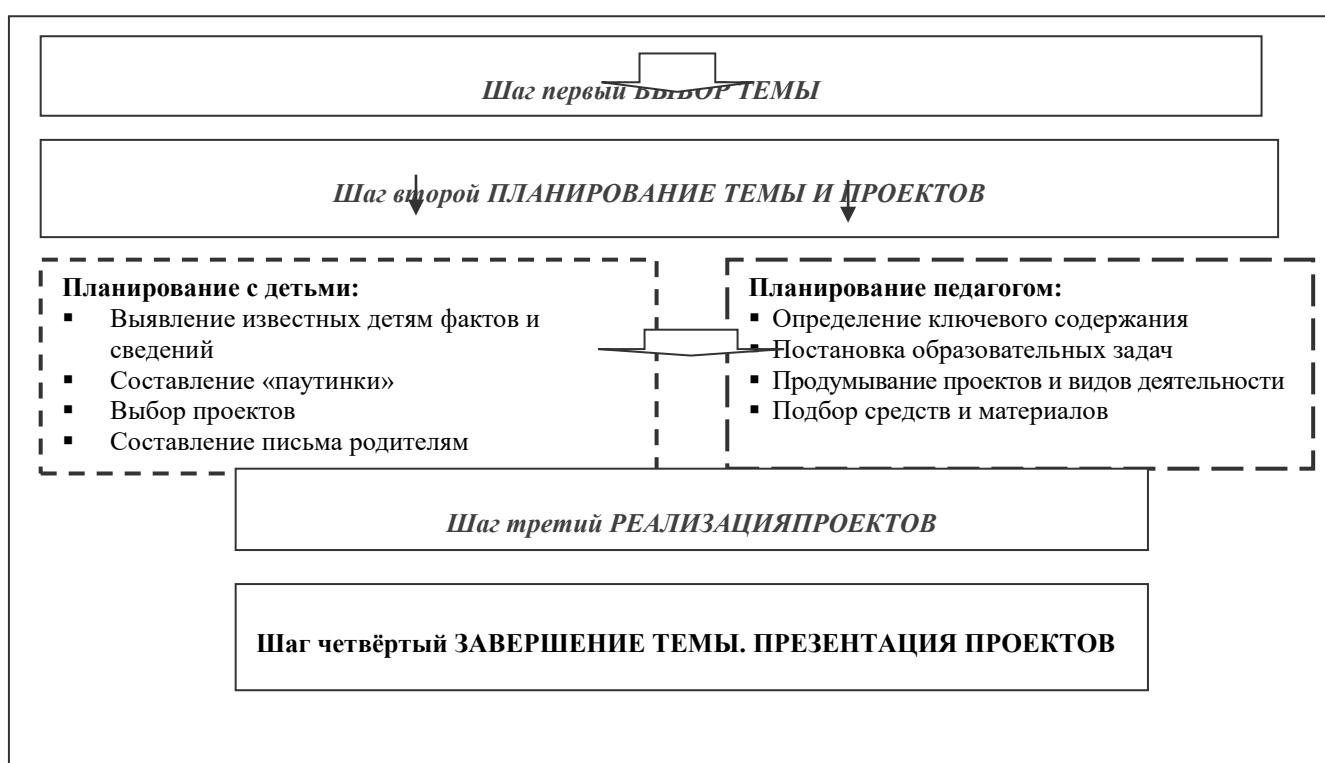 Шаг первый ВЫБОР ТЕМЫ
Шаг второй ПЛАНИРОВАНИЕ ТЕМЫ И ПРОЕКТОВ
Планирование с детьми:
▪ Выявление известных детям фактов и
сведений
▪ Составление «паутинки»
▪ Выбор проектов
▪ Составление письма родителям
Планирование педагогом:
▪ Определение ключевого содержания
▪ Постановка образовательных задач
▪ Продумывание проектов и видов деятельности
▪ Подбор средств и материалов
Шаг третий РЕАЛИЗАЦИЯПРОЕКТОВ
Шаг четвёртый ЗАВЕРШЕНИЕ ТЕМЫ. ПРЕЗЕНТАЦИЯ ПРОЕКТОВ